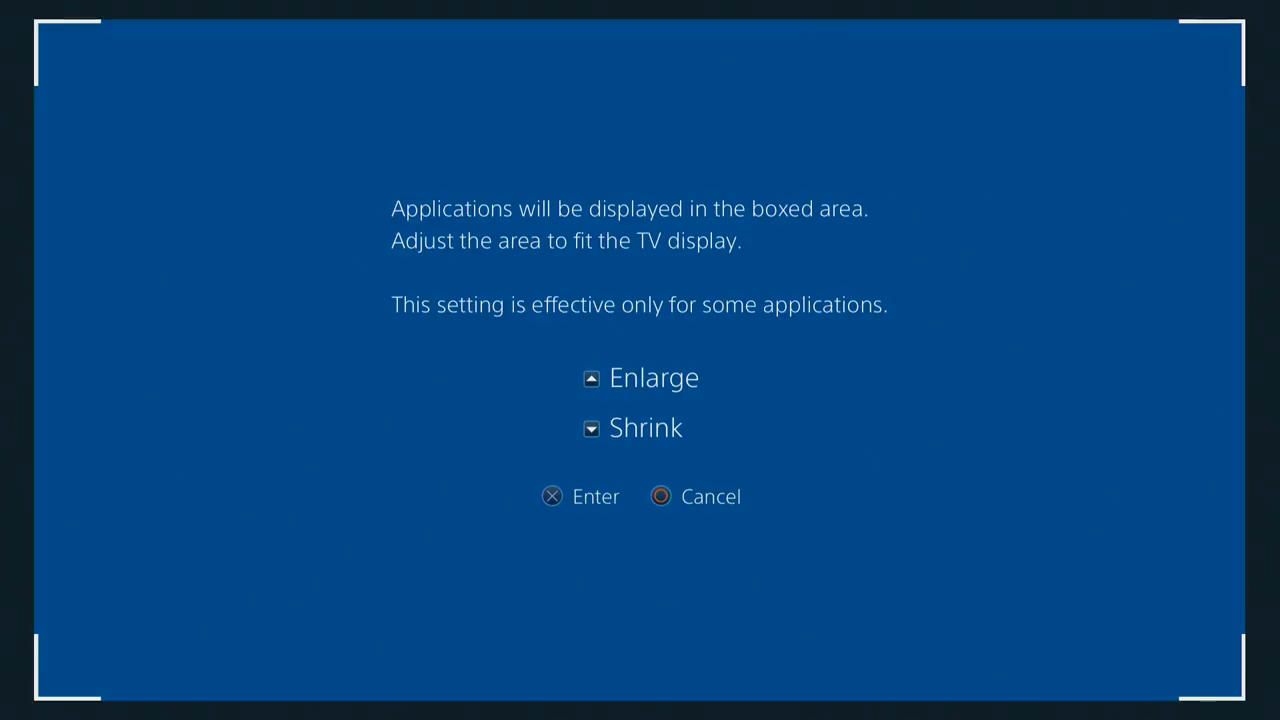 Applications will be displayed in the boxed area.
Adjust the area to fit the TV display.
This setting is effective only for some applications.
Enlarge
Shrink
Enter Cancel